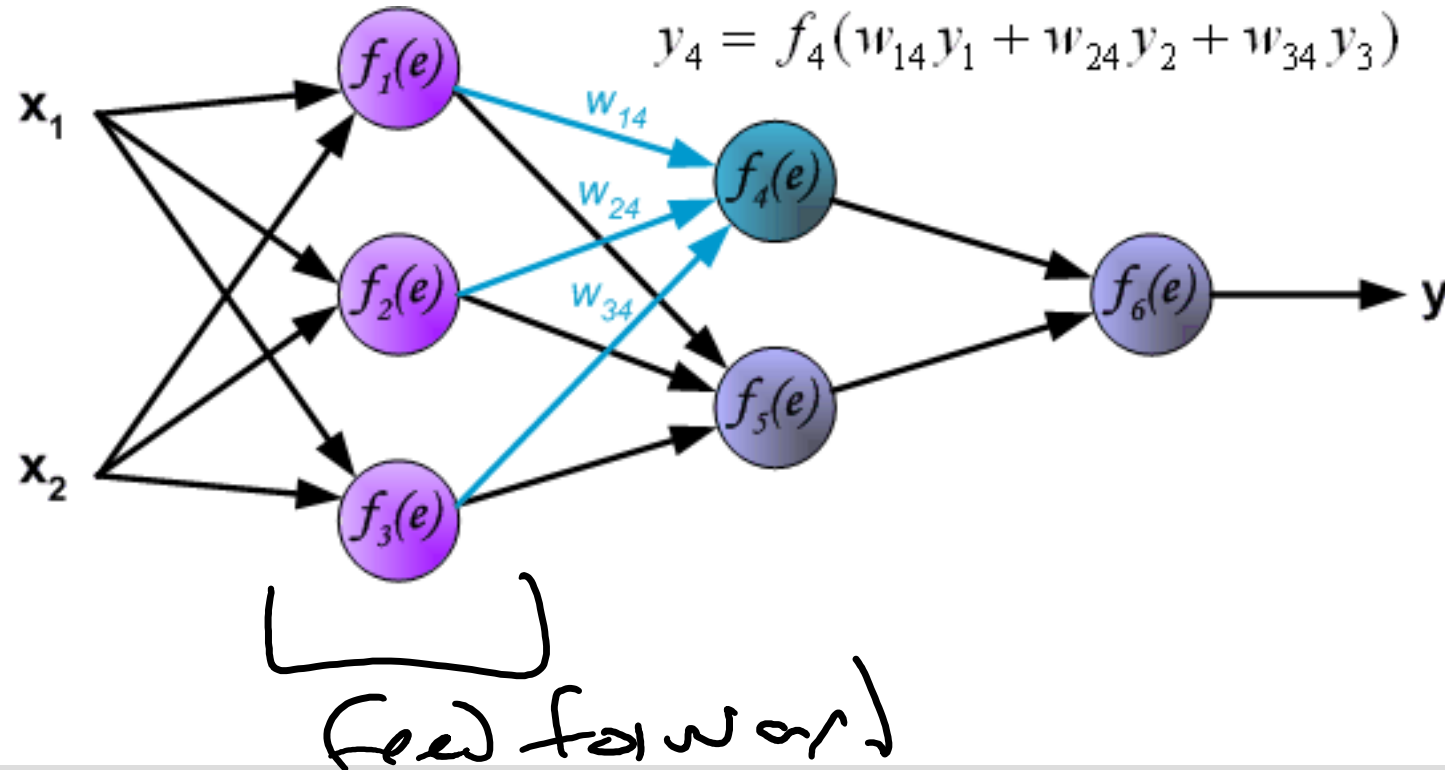 y₄ = f₄(w₁₄y₁ + w₂₄y₂ + w₃₄y₃)
f₁(e)
x₁
w₁₄
f₄(e)
w₂₄
f₂(e)
w₃₄
f₆(e)
y
f₅(e)
x₂
f₃(e)
feed forward